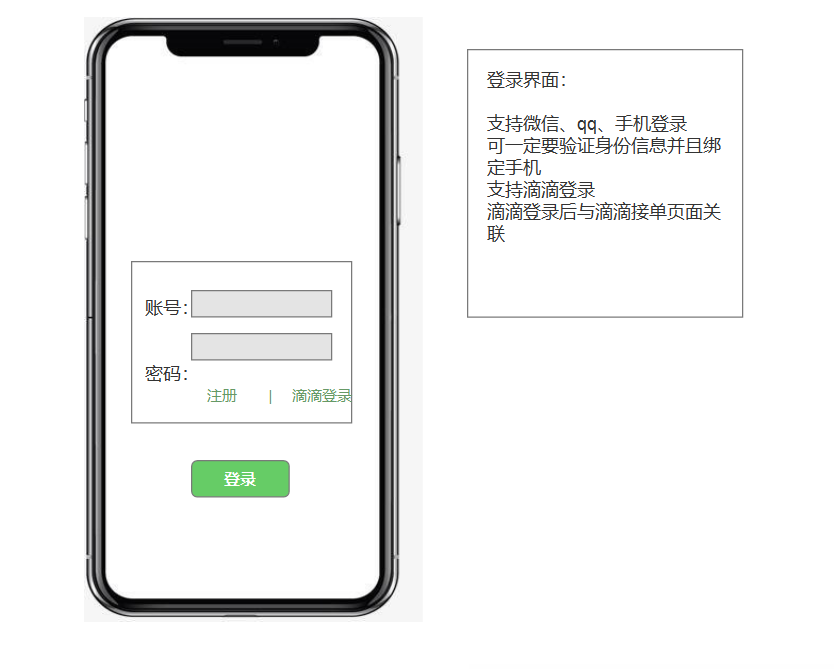 登录界面：
支持微信、qq、手机登录
可一定要验证身份信息并且绑
定手机
支持滴滴登录
滴滴登录后与滴滴接单页面关
联
账号：
密码：
注册 | 滴滴登录
登录